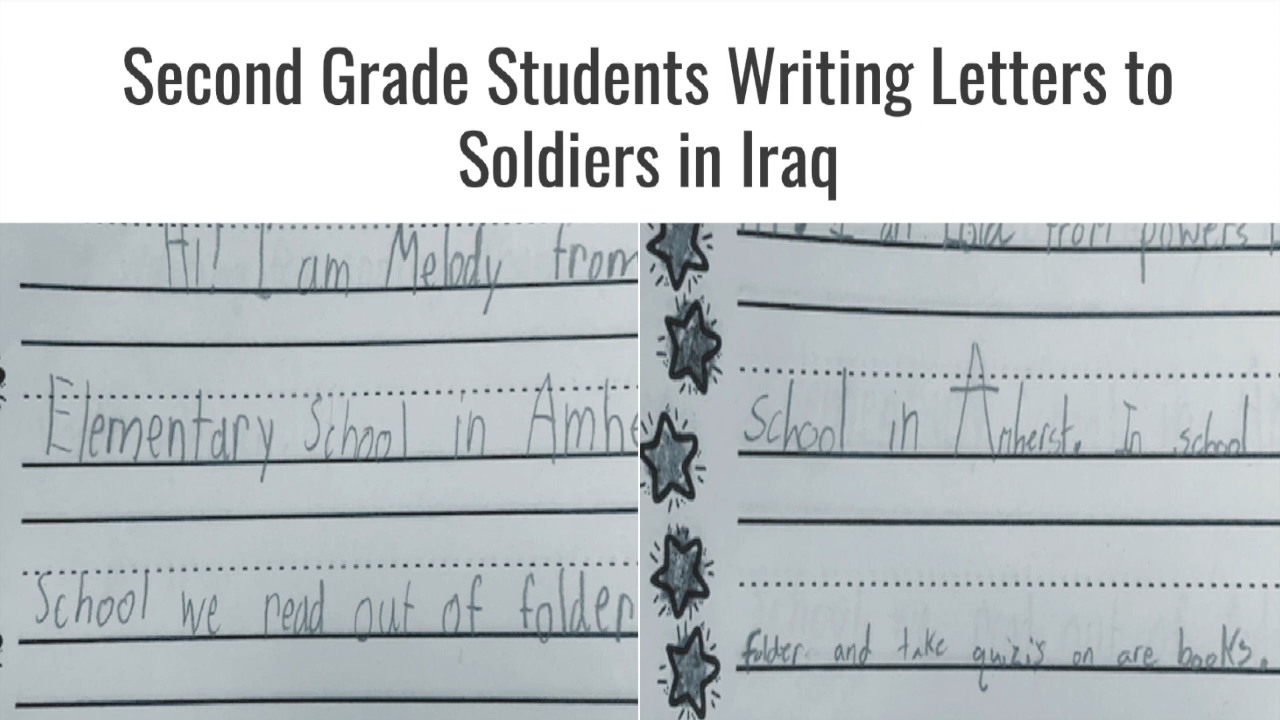 Second Grade Students Writing Letters to
Soldiers in Iraq
Hi! I am Melody from
Elementary School in Amhe
School we read out of folder
I from powers
School in Amherst. In school
folder and take quizis on are books.